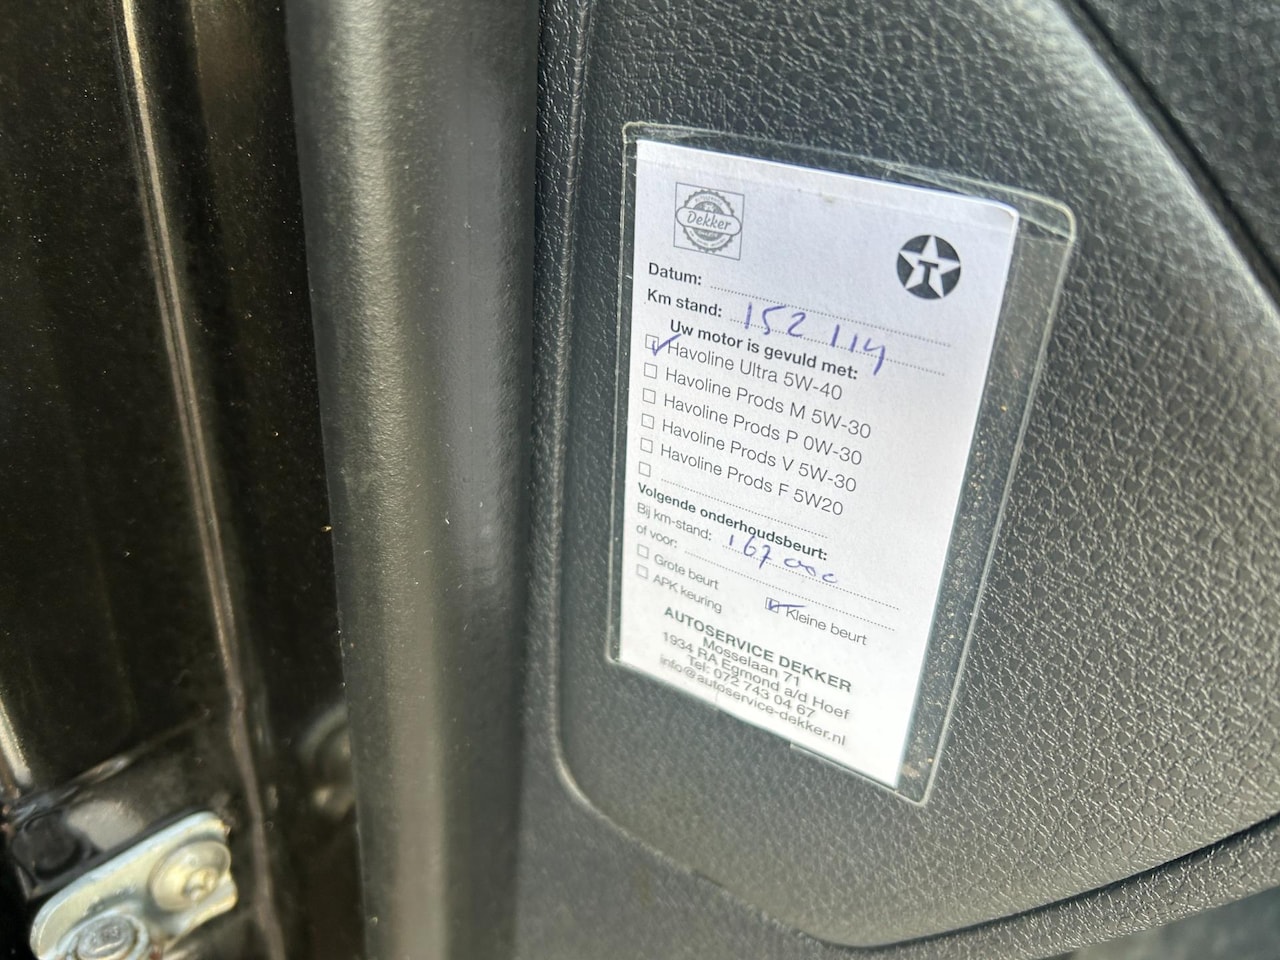 Dekker
T
Datum:
Km stand: 152 114
Uw motor is gevuld met:
Havoline Ultra 5W-40
Havoline Prods M 5W-30
Havoline Prods P 0W-30
Havoline Prods V 5W-30
Havoline Prods F 5W20
Volgende onderhoudsbeurt:
Bij km-stand: 167 000
of voor:
Grote beurt
Kleine beurt
APK keuring
AUTOSERVICE DEKKER
Mosselaan 71
1934 RA Egmond a/d Hoef
Tel: 072 743 04 67
info@autoservice-dekker.nl